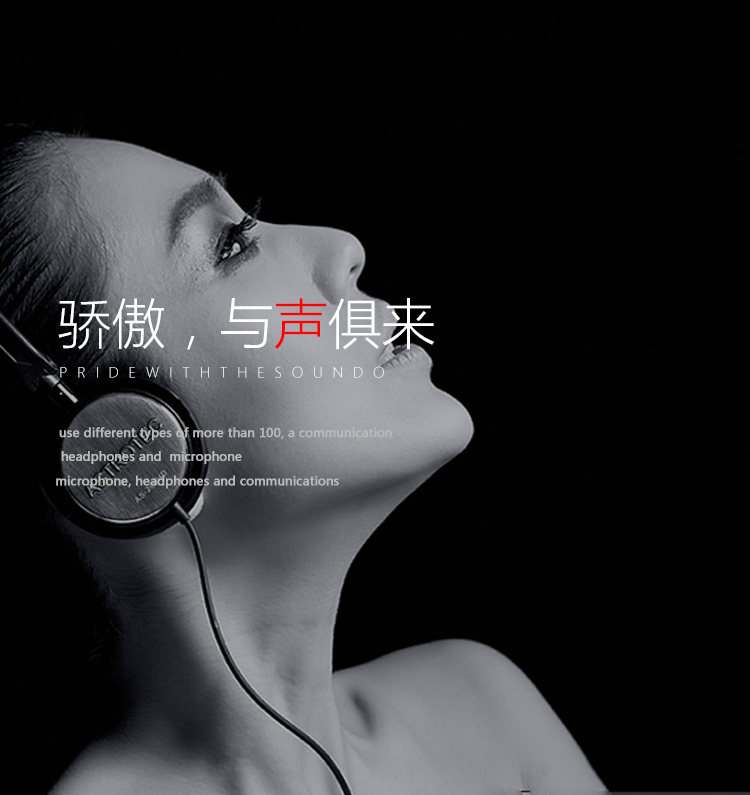 骄傲，与声俱来
PRIDEWITHTHESOUNDO
use different types of more than 100, a communication
headphones and microphone
microphone, headphones and communications
ASTROTEC